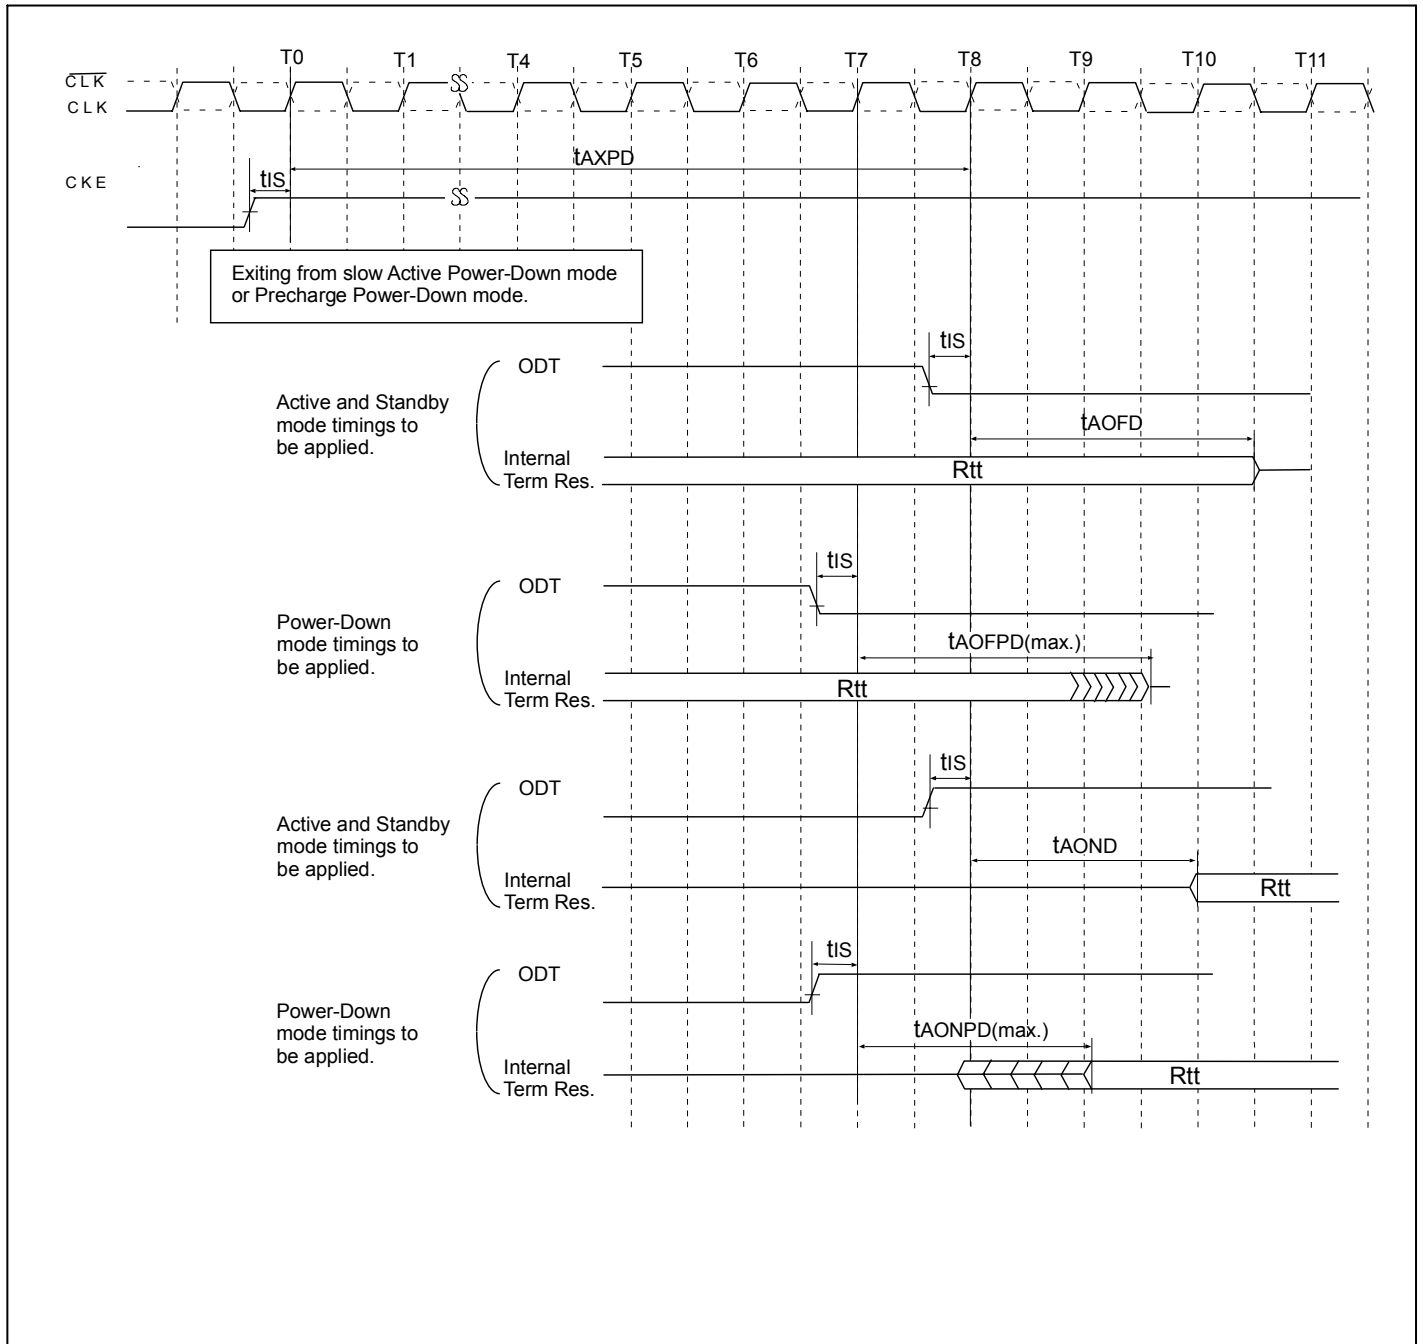 T0 T1 T4 T5 T6 T7 T8 T9 T10 T11
CLK
CLK
tAXPD
CKE
tIS
Exiting from slow Active Power-Down mode
or Precharge Power-Down mode.
tIS
ODT
Active and Standby
mode timings to
be applied.
tAOFD
Internal
Term Res.
Rtt
tIS
ODT
Power-Down
mode timings to
be applied.
tAOFPD(max.)
Internal
Term Res.
Rtt
tIS
ODT
Active and Standby
mode timings to
be applied.
tAOND
Internal
Term Res.
Rtt
tIS
ODT
Power-Down
mode timings to
be applied.
tAONPD(max.)
Internal
Term Res.
Rtt